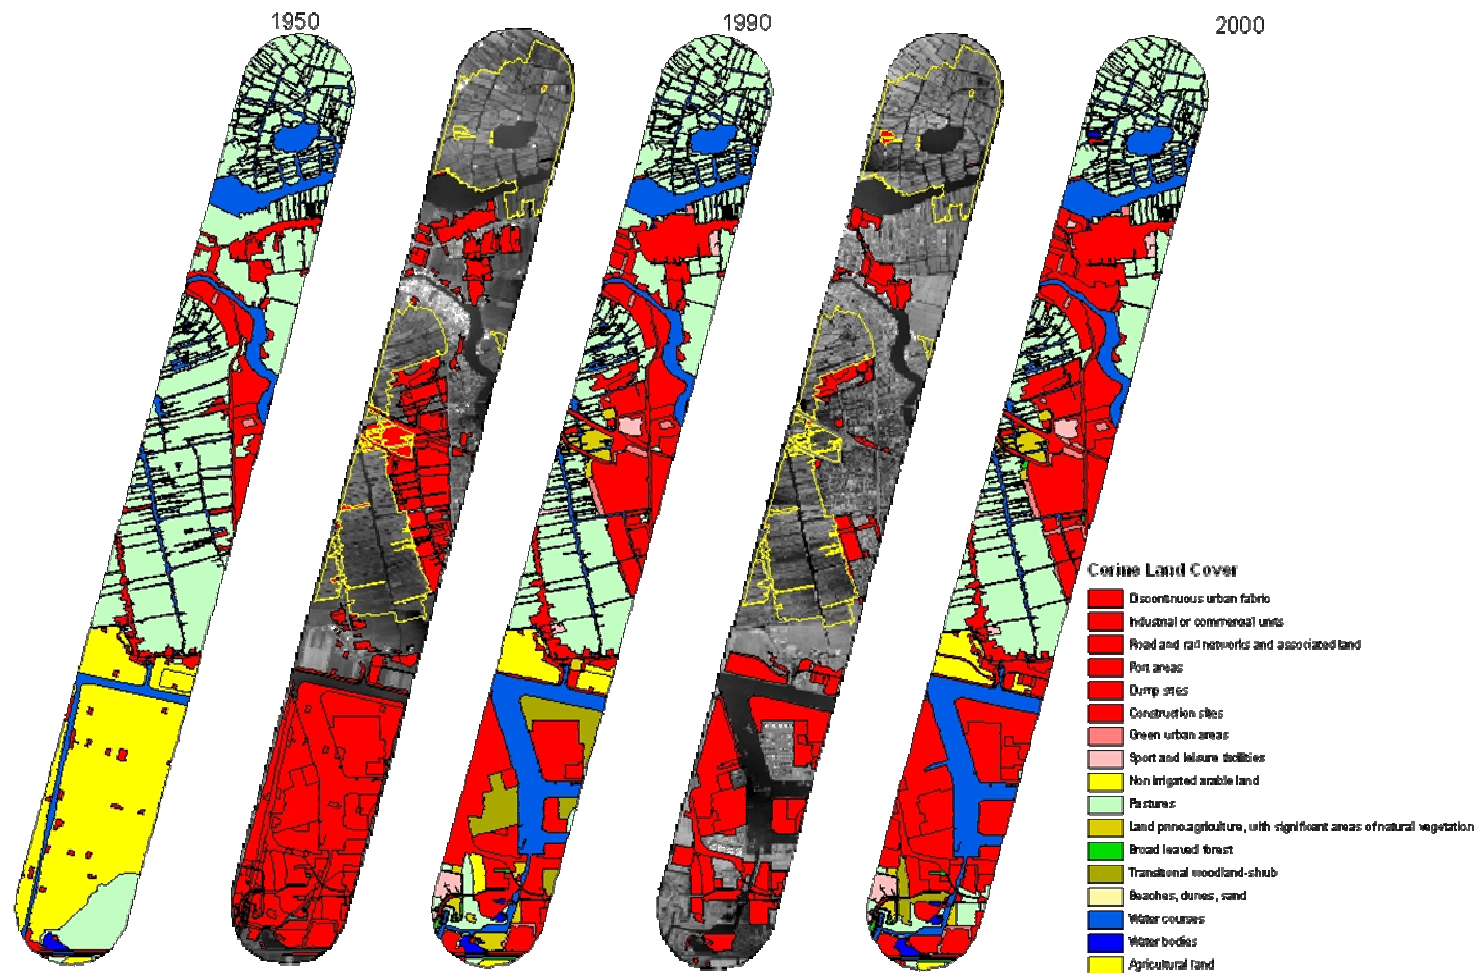 1950
1990
2000
Corine Land Cover
Discontinuous urban fabric
Industrial or commercial units
Road and rail networks and associated land
Port areas
Dump sites
Construction sites
Green urban areas
Sport and leisure facilities
Non irrigated arable land
Pastures
Land princ.agriculture, with significant areas of natural vegetation
Broad leaved forest
Transitional woodland-shub
Beaches, dunes, sand
Water courses
Water bodies
Agricultural land